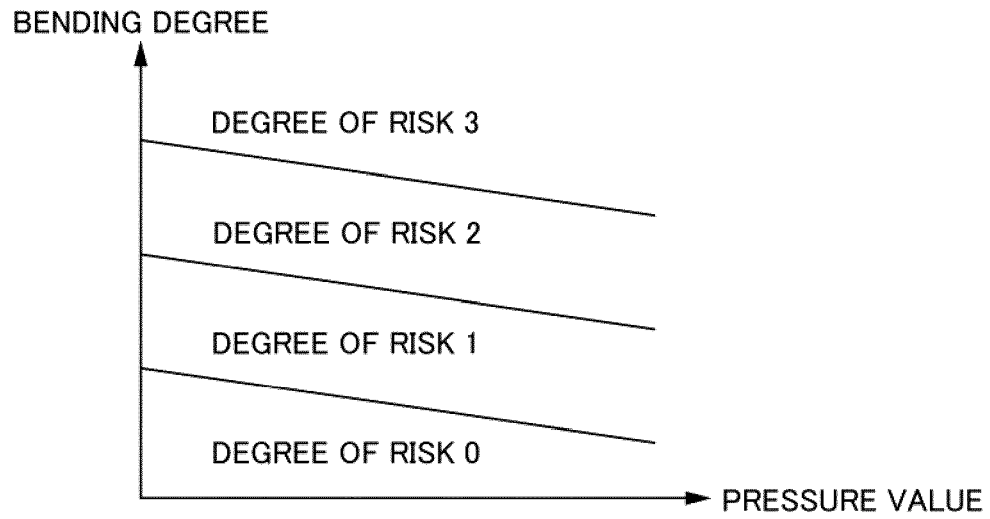 BENDING DEGREE
DEGREE OF RISK 3
DEGREE OF RISK 2
DEGREE OF RISK 1
DEGREE OF RISK 0
PRESSURE VALUE